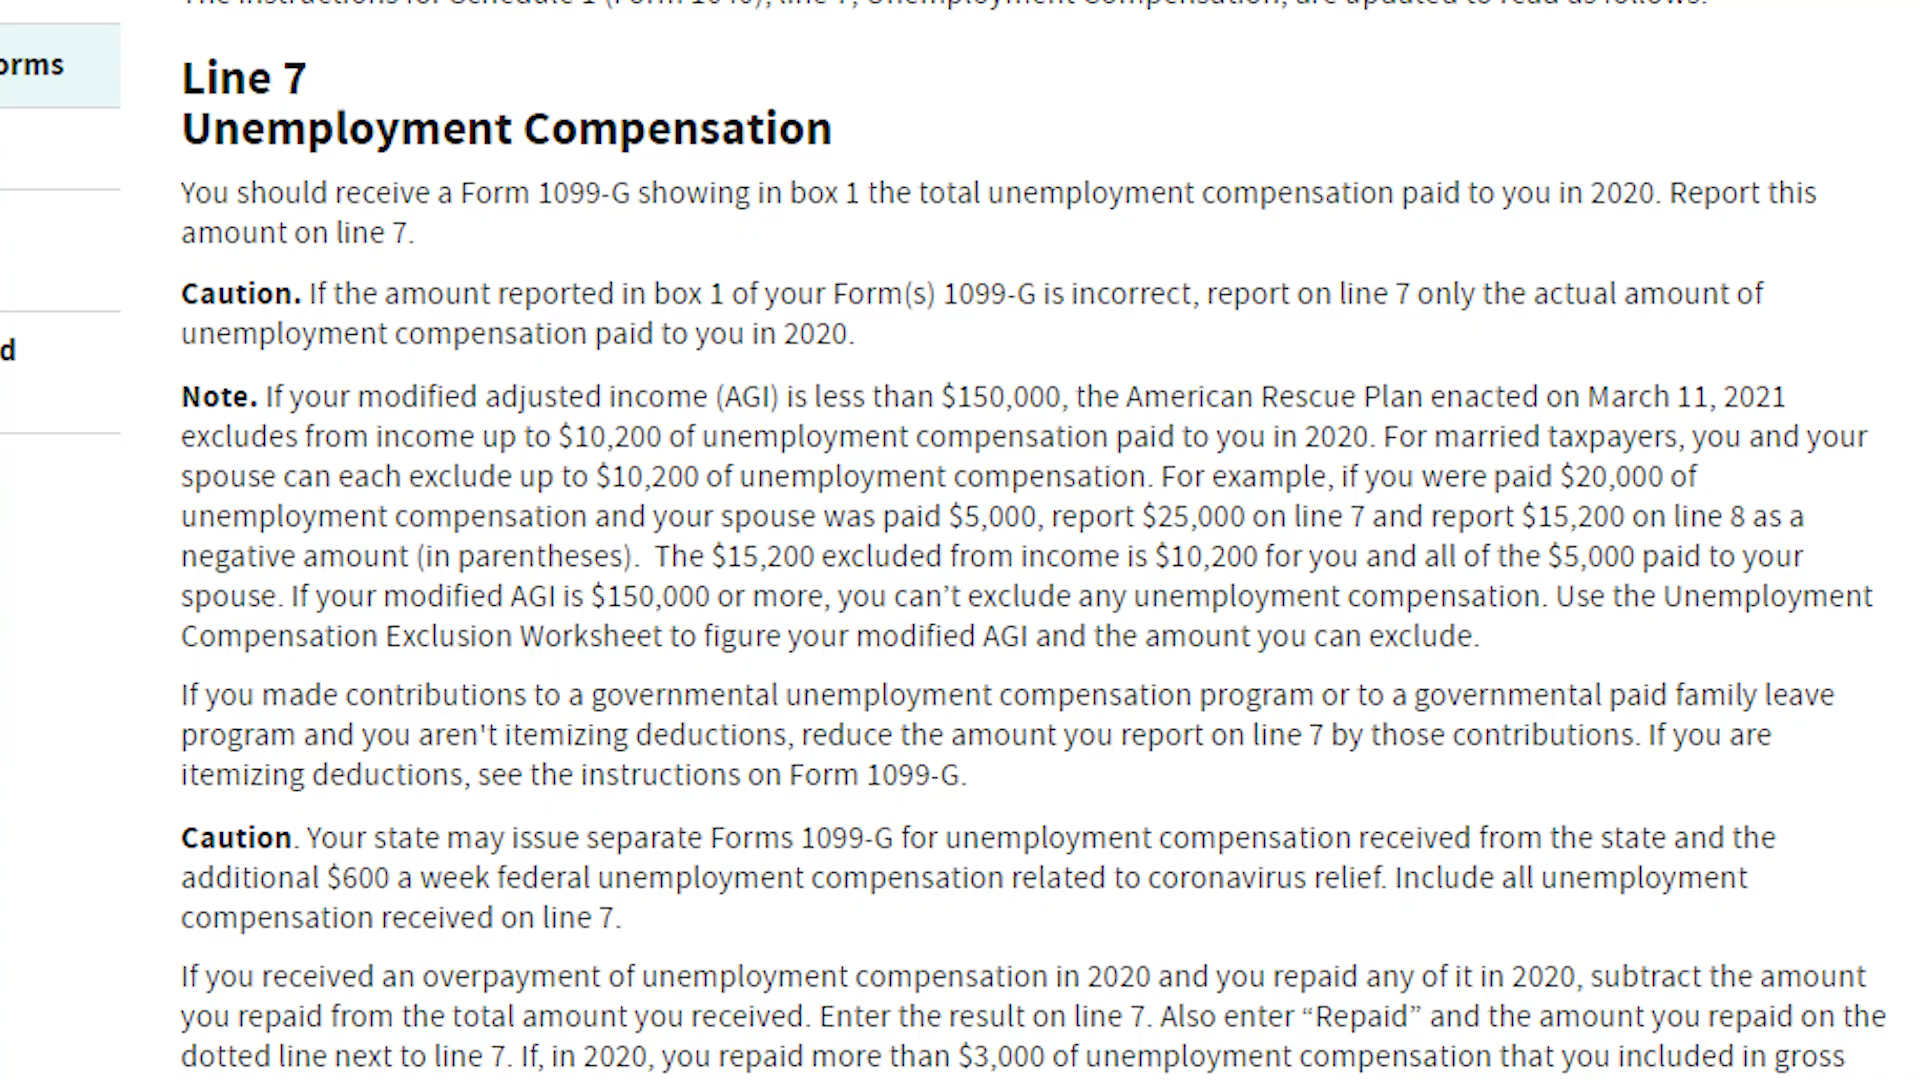 The instructions for Schedule 1 (Form 1040), line 7, Unemployment Compensation, are updated to read as follows:
orms
Line 7
Unemployment Compensation
You should receive a Form 1099-G showing in box 1 the total unemployment compensation paid to you in 2020. Report this
amount on line 7.
Caution. If the amount reported in box 1 of your Form(s) 1099-G is incorrect, report on line 7 only the actual amount of
unemployment compensation paid to you in 2020.
d
Note. If your modified adjusted income (AGI) is less than $150,000, the American Rescue Plan enacted on March 11, 2021
excludes from income up to $10,200 of unemployment compensation paid to you in 2020. For married taxpayers, you and your
spouse can each exclude up to $10,200 of unemployment compensation. For example, if you were paid $20,000 of
unemployment compensation and your spouse was paid $5,000, report $25,000 on line 7 and report $15,200 on line 8 as a
negative amount (in parentheses).  The $15,200 excluded from income is $10,200 for you and all of the $5,000 paid to your
spouse. If your modified AGI is $150,000 or more, you can’t exclude any unemployment compensation. Use the Unemployment
Compensation Exclusion Worksheet to figure your modified AGI and the amount you can exclude.
If you made contributions to a governmental unemployment compensation program or to a governmental paid family leave
program and you aren't itemizing deductions, reduce the amount you report on line 7 by those contributions. If you are
itemizing deductions, see the instructions on Form 1099-G.
Caution. Your state may issue separate Forms 1099-G for unemployment compensation received from the state and the
additional $600 a week federal unemployment compensation related to coronavirus relief. Include all unemployment
compensation received on line 7.
If you received an overpayment of unemployment compensation in 2020 and you repaid any of it in 2020, subtract the amount
you repaid from the total amount you received. Enter the result on line 7. Also enter “Repaid” and the amount you repaid on the
dotted line next to line 7. If, in 2020, you repaid more than $3,000 of unemployment compensation that you included in gross